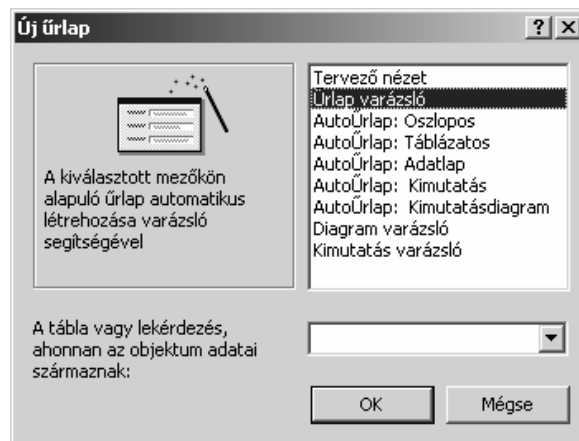 Új űrlap
Tervező nézet
Űrlap varázsló
AutoŰrlap: Oszlopos
AutoŰrlap: Táblázatos
AutoŰrlap: Adatlap
AutoŰrlap: Kimutatás
AutoŰrlap: Kimutatásdiagram
Diagram varázsló
Kimutatás varázsló
A kiválasztott mezőkön
alapuló űrlap automatikus
létrehozása varázsló
segítségével
A tábla vagy lekérdezés,
ahonnan az objektum adatai
származnak:
OK
Mégse